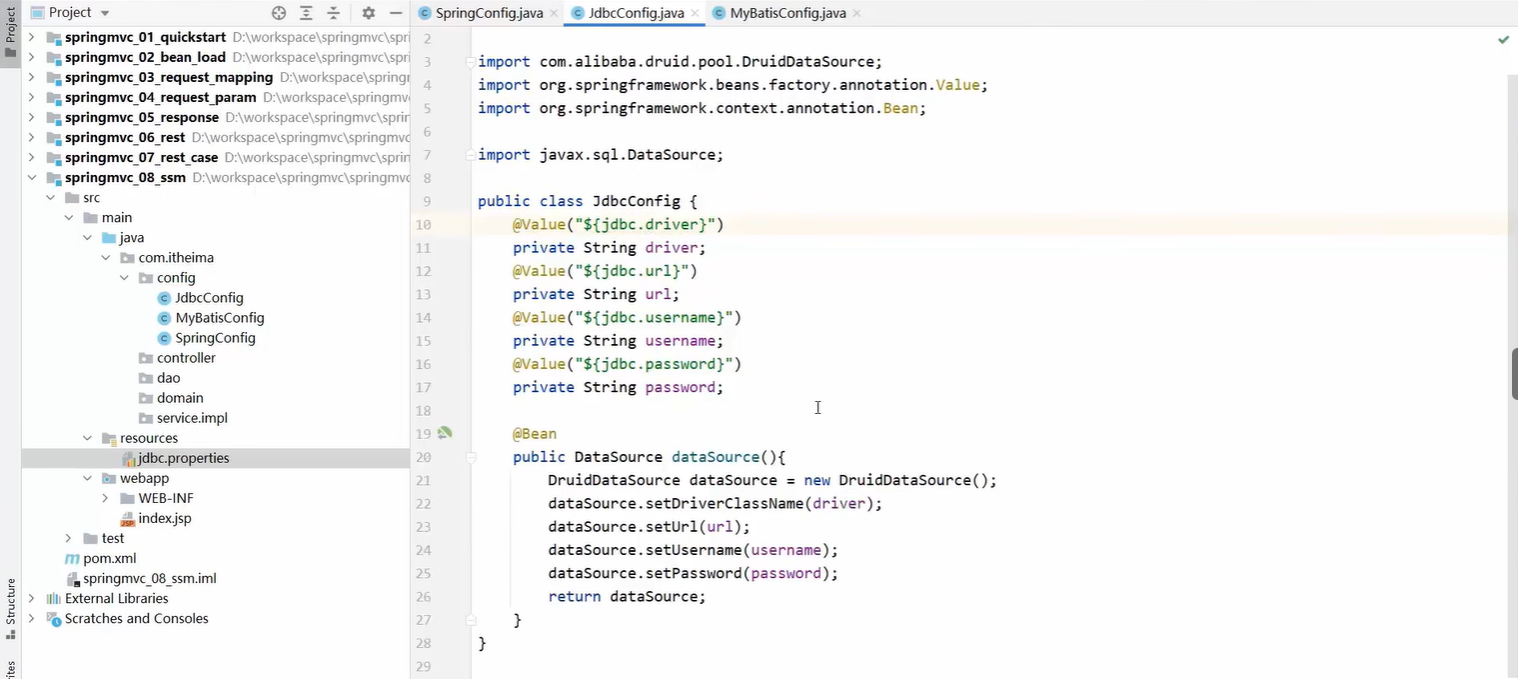 Project
SpringConfig.java
JdbcConfig.java
MyBatisConfig.java
Project
springmvc_01_quickstart D:\workspace\springmvc\spri
springmvc_02_bean_load D:\workspace\springmvc\spri
springmvc_03_request_mapping D:\workspace\springmv
springmvc_04_request_param D:\workspace\springmvc
springmvc_05_response D:\workspace\springmvc\sprin
springmvc_06_rest D:\workspace\springmvc\springmvc
springmvc_07_rest_case D:\workspace\springmvc\sprin
springmvc_08_ssm D:\workspace\springmvc\springmvc
src
main
java
com.itheima
config
JdbcConfig
MyBatisConfig
SpringConfig
controller
dao
domain
service.impl
resources
jdbc.properties
webapp
WEB-INF
index.jsp
test
pom.xml
springmvc_08_ssm.iml
External Libraries
Scratches and Consoles
Structure
2
3 import com.alibaba.druid.pool.DruidDataSource;
4 import org.springframework.beans.factory.annotation.Value;
5 import org.springframework.context.annotation.Bean;
6
7 import javax.sql.DataSource;
8
9 public class JdbcConfig {
10 @Value("${jdbc.driver}")
11 private String driver;
12 @Value("${jdbc.url}")
13 private String url;
14 @Value("${jdbc.username}")
15 private String username;
16 @Value("${jdbc.password}")
17 private String password;
18
19 @Bean
20 public DataSource dataSource(){
21 DruidDataSource dataSource = new DruidDataSource();
22 dataSource.setDriverClassName(driver);
23 dataSource.setUrl(url);
24 dataSource.setUsername(username);
25 dataSource.setPassword(password);
26 return dataSource;
27 }
28 }
29